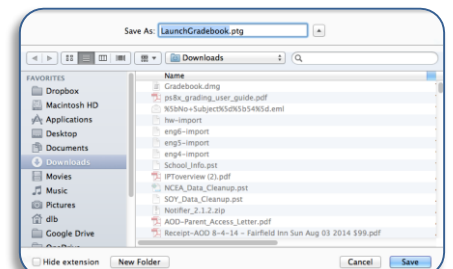 Save As: LaunchGradebook.ptg
Downloads
FAVORITES
Dropbox
Macintosh HD
Applications
Desktop
Documents
Downloads
Movies
Music
Pictures
dlb
Google Drive
Name
Gradebook.dmg
ps8x_grading_user_guide.pdf
%5bNo+Subject%5d%5b54%5d.eml
hw-import
eng6-import
eng5-import
eng4-import
School_Info.pst
IPToverview (2).pdf
NCEA_Data_Cleanup.pst
SOY_Data_Cleanup.pst
Notifier_2.1.2.zip
AOD-Parent_Access_Letter.pdf
Receipt-AOD 8-4-14 - Fairfield Inn Sun Aug 03 2014 $99.pdf
Hide extension
New Folder
Cancel
Save